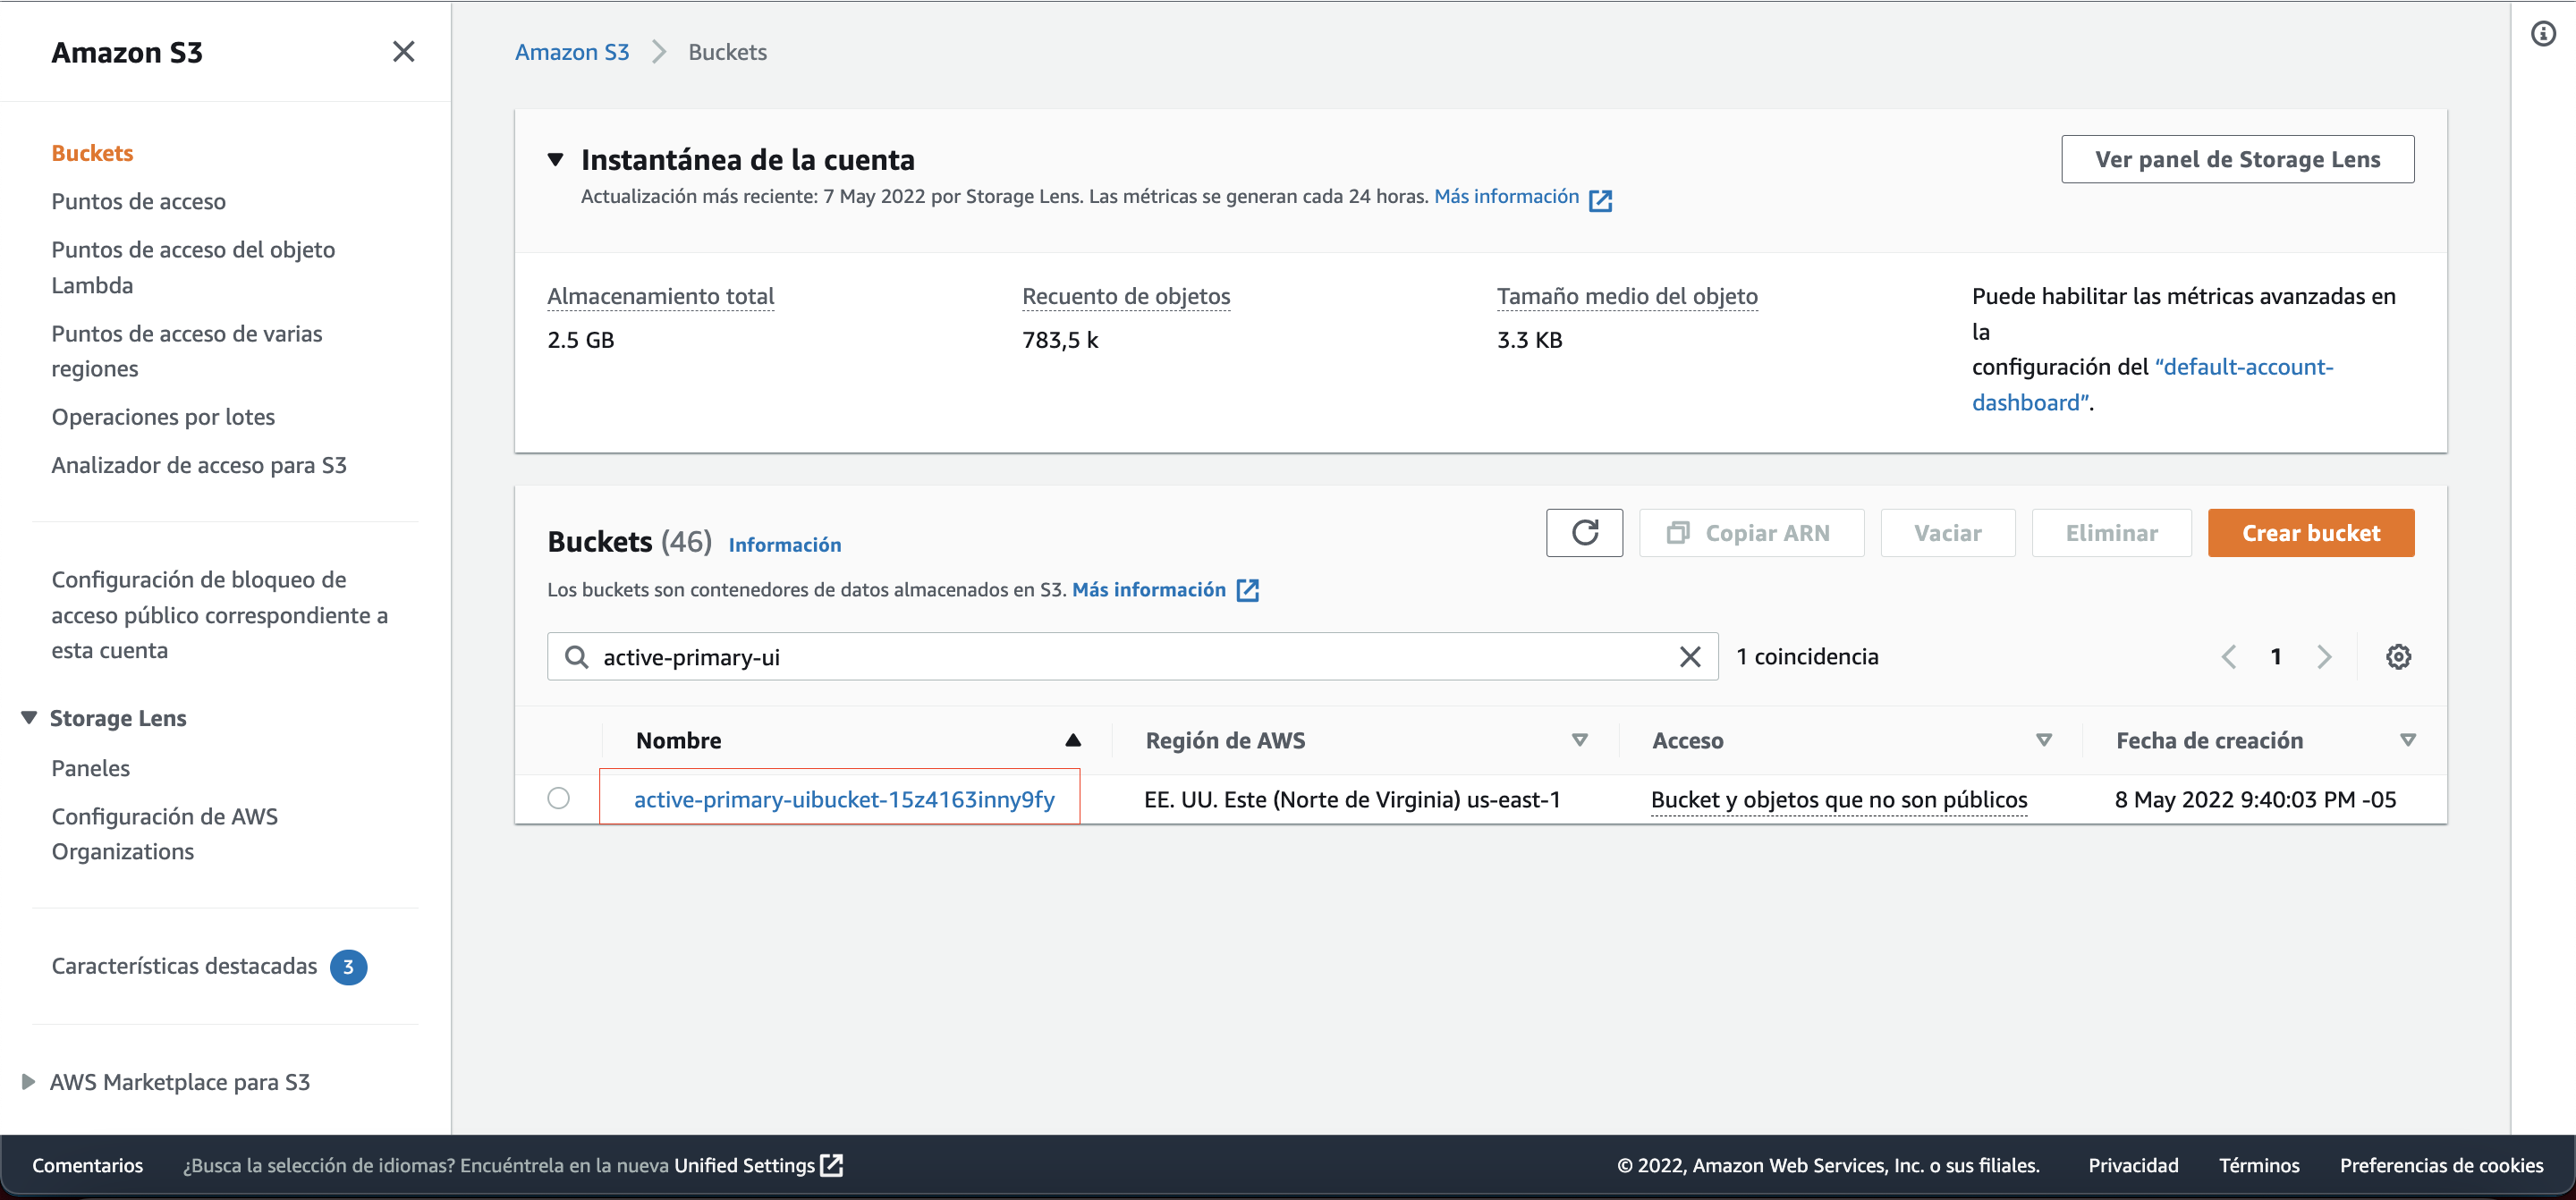 Amazon S3
Buckets
Puntos de acceso
Puntos de acceso del objeto
Lambda
Puntos de acceso de varias
regiones
Operaciones por lotes
Analizador de acceso para S3
Configuración de bloqueo de
acceso público correspondiente a
esta cuenta
Storage Lens
Paneles
Configuración de AWS
Organizations
Características destacadas 3
AWS Marketplace para S3
Amazon S3 Buckets
Instantánea de la cuenta
Ver panel de Storage Lens
Actualización más reciente: 7 May 2022 por Storage Lens. Las métricas se generan cada 24 horas. Más información
Almacenamiento total
2.5 GB
Recuento de objetos
783,5 k
Tamaño medio del objeto
3.3 KB
Puede habilitar las métricas avanzadas en
la
configuración del “default-account-
dashboard”.
Buckets (46) Información
Copiar ARN Vaciar Eliminar Crear bucket
Los buckets son contenedores de datos almacenados en S3. Más información
active-primary-ui 1 coincidencia 1
Nombre Región de AWS Acceso Fecha de creación
active-primary-uibucket-15z4163inny9fy EE. UU. Este (Norte de Virginia) us-east-1 Bucket y objetos que no son públicos 8 May 2022 9:40:03 PM -05
Comentarios ¿Busca la selección de idiomas? Encuéntrela en la nueva Unified Settings © 2022, Amazon Web Services, Inc. o sus filiales. Privacidad Términos Preferencias de cookies